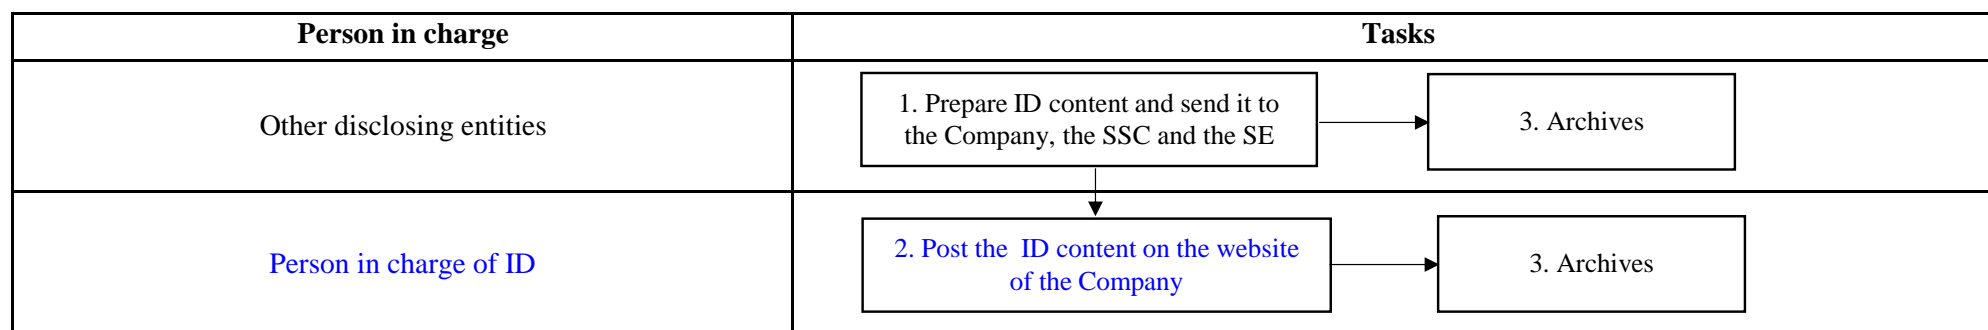 Person in charge
Tasks
Other disclosing entities
1. Prepare ID content and send it to
the Company, the SSC and the SE
3. Archives
Person in charge of ID
2. Post the  ID content on the website
of the Company
3. Archives